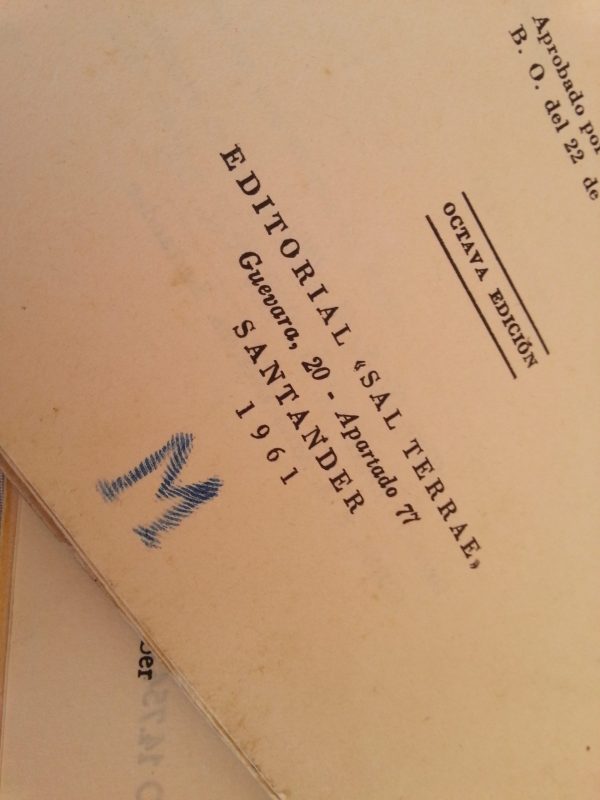 Aprobado por
B. O. del 22 de
OCTAVA EDICIÓN
EDITORIAL «SAL TERRAE»
Guevara, 20 - Apartado 77
SANTANDER
1961
M